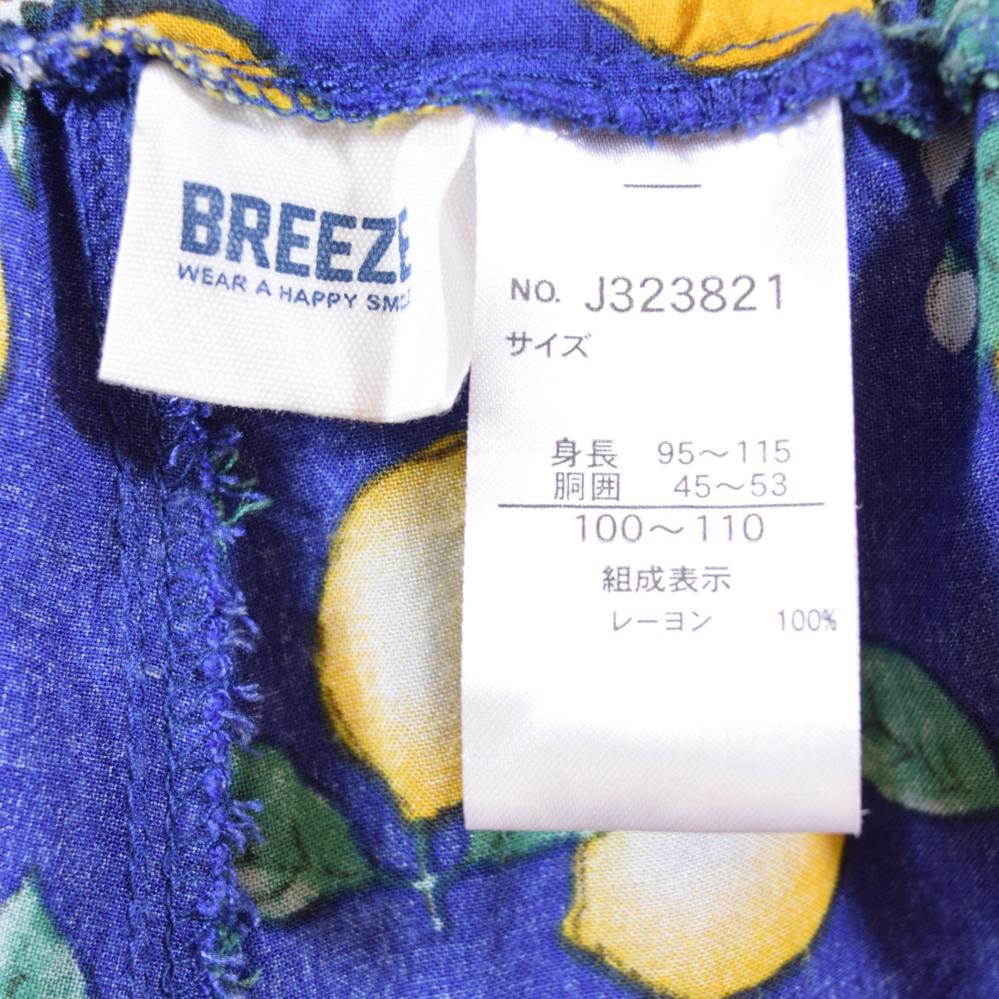 BREEZE
WEAR A HAPPY SMILE
NO. J323821
サイズ
身長 95～115
胴囲 45～53
100～110
組成表示
レーヨン 100%